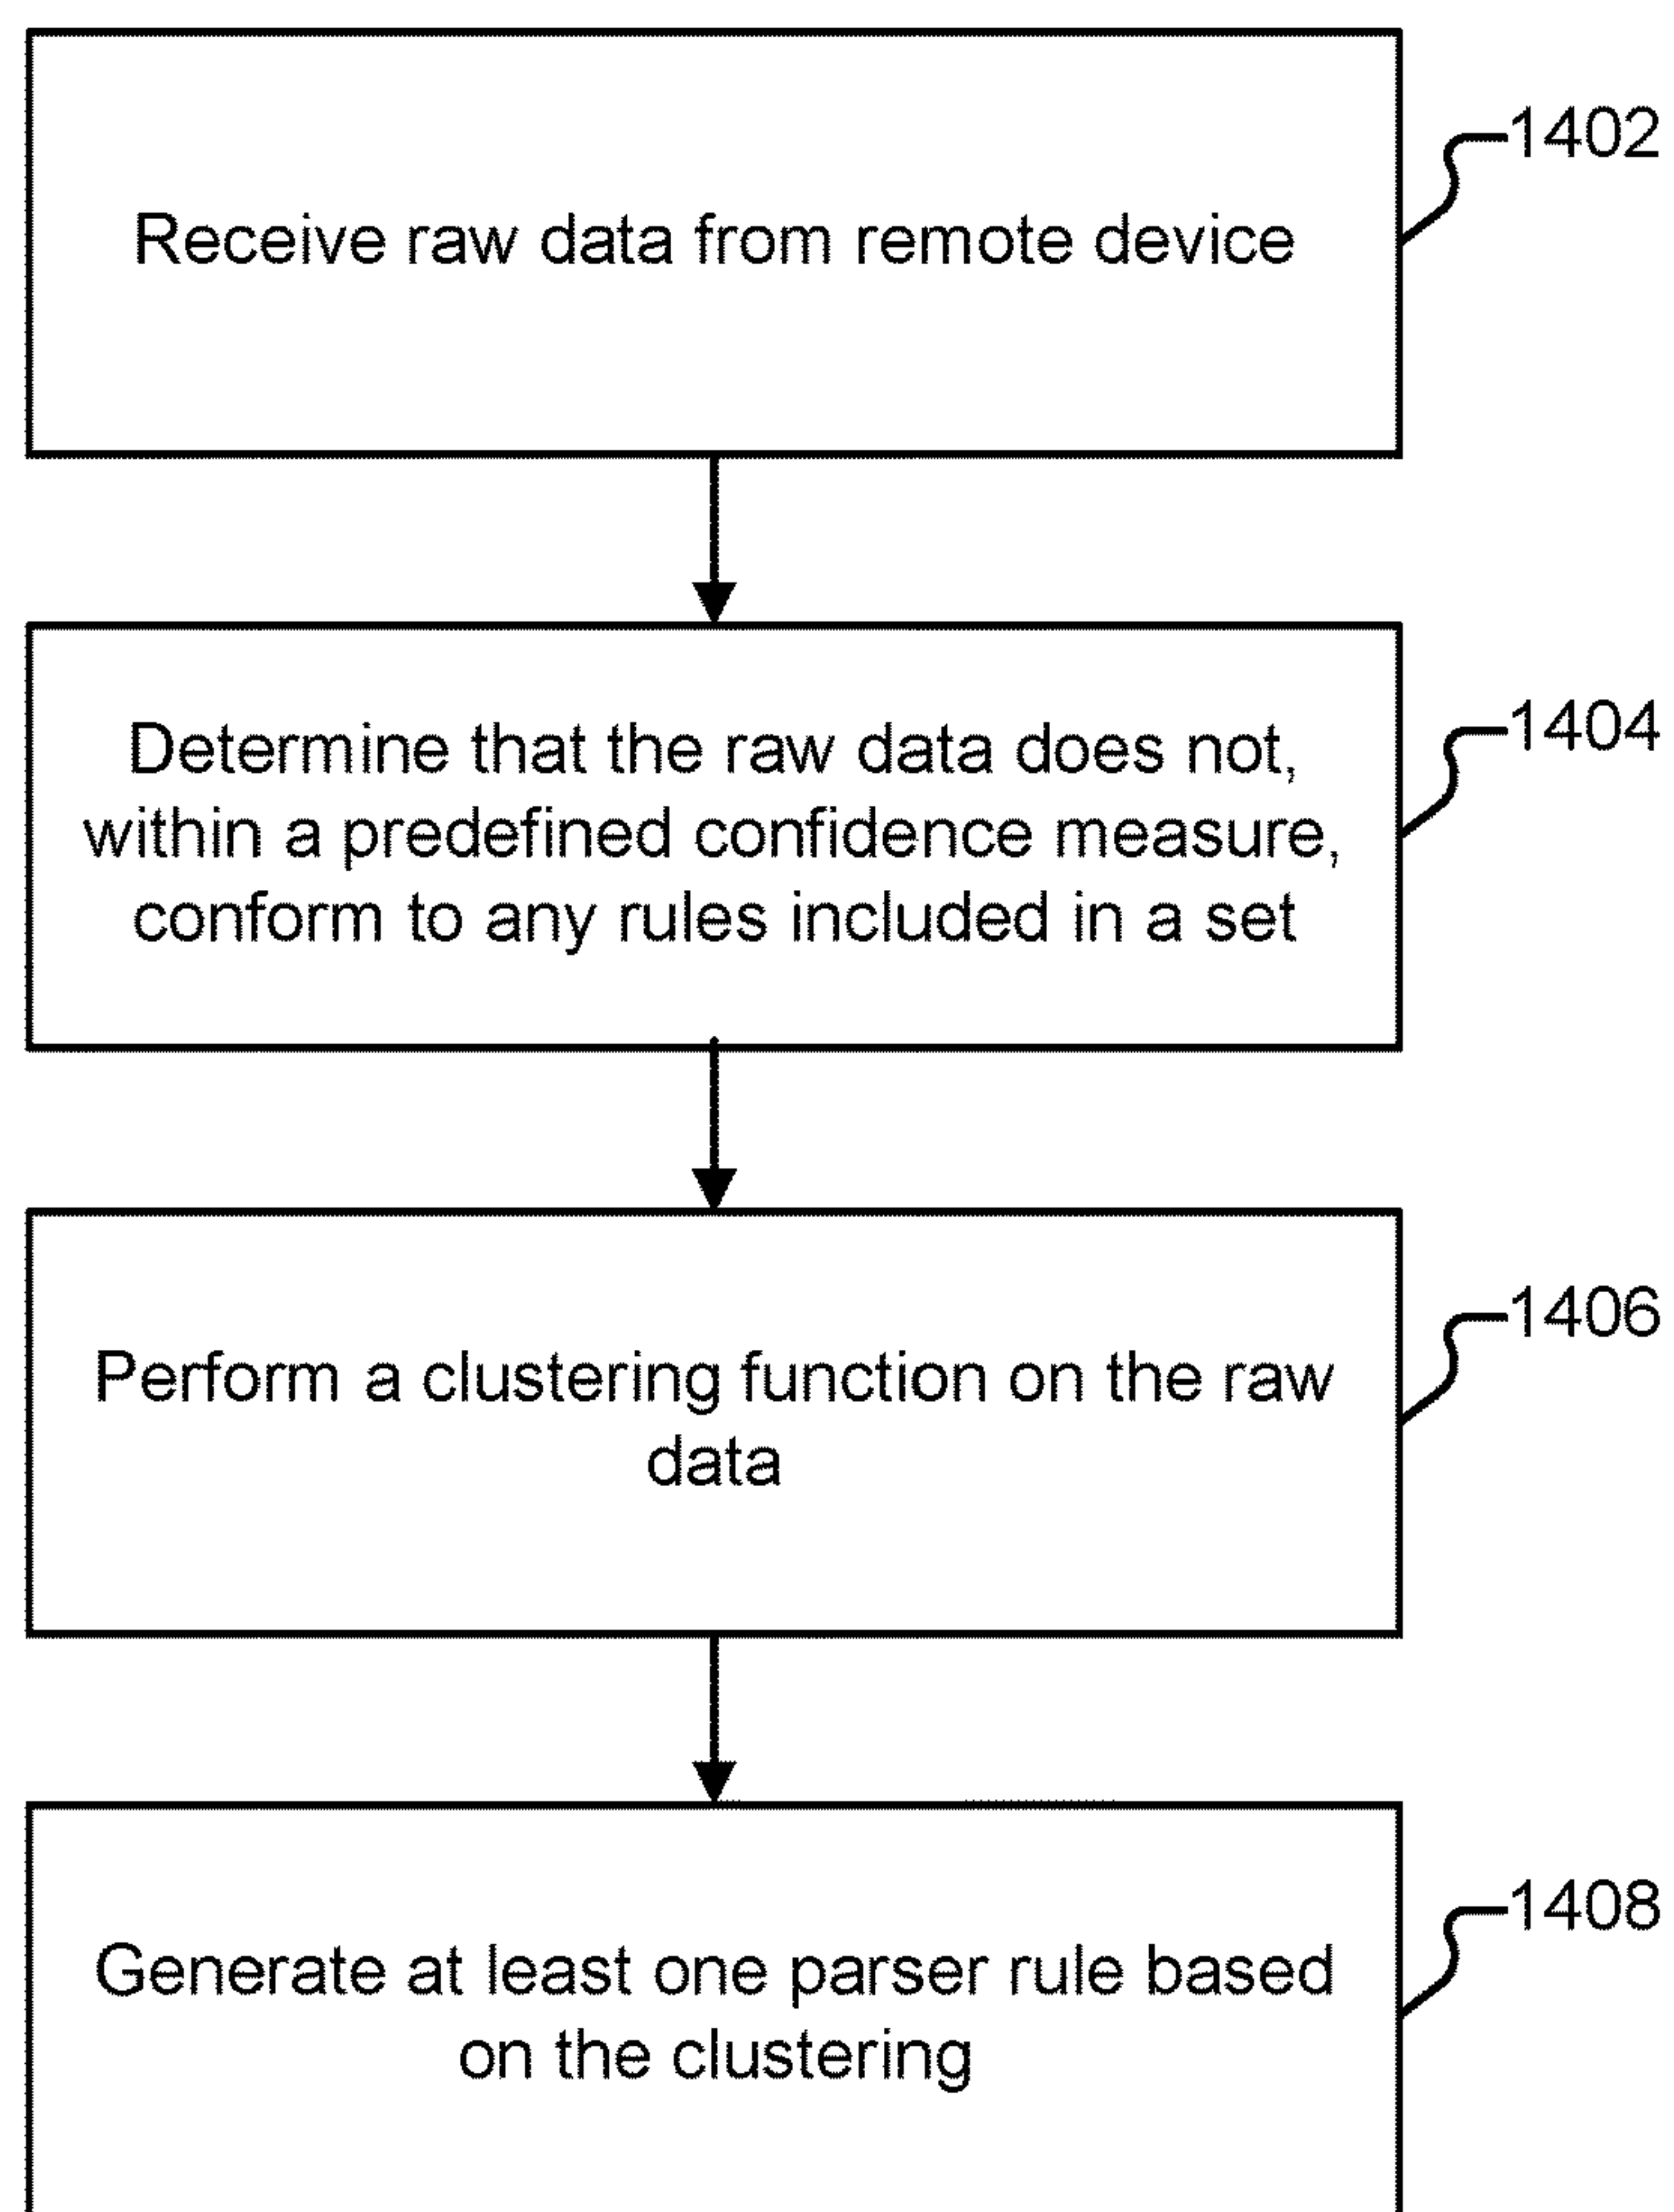 Receive raw data from remote device
1402
Determine that the raw data does not,
within a predefined confidence measure,
conform to any rules included in a set
1404
Perform a clustering function on the raw
data
1406
Generate at least one parser rule based
on the clustering
1408